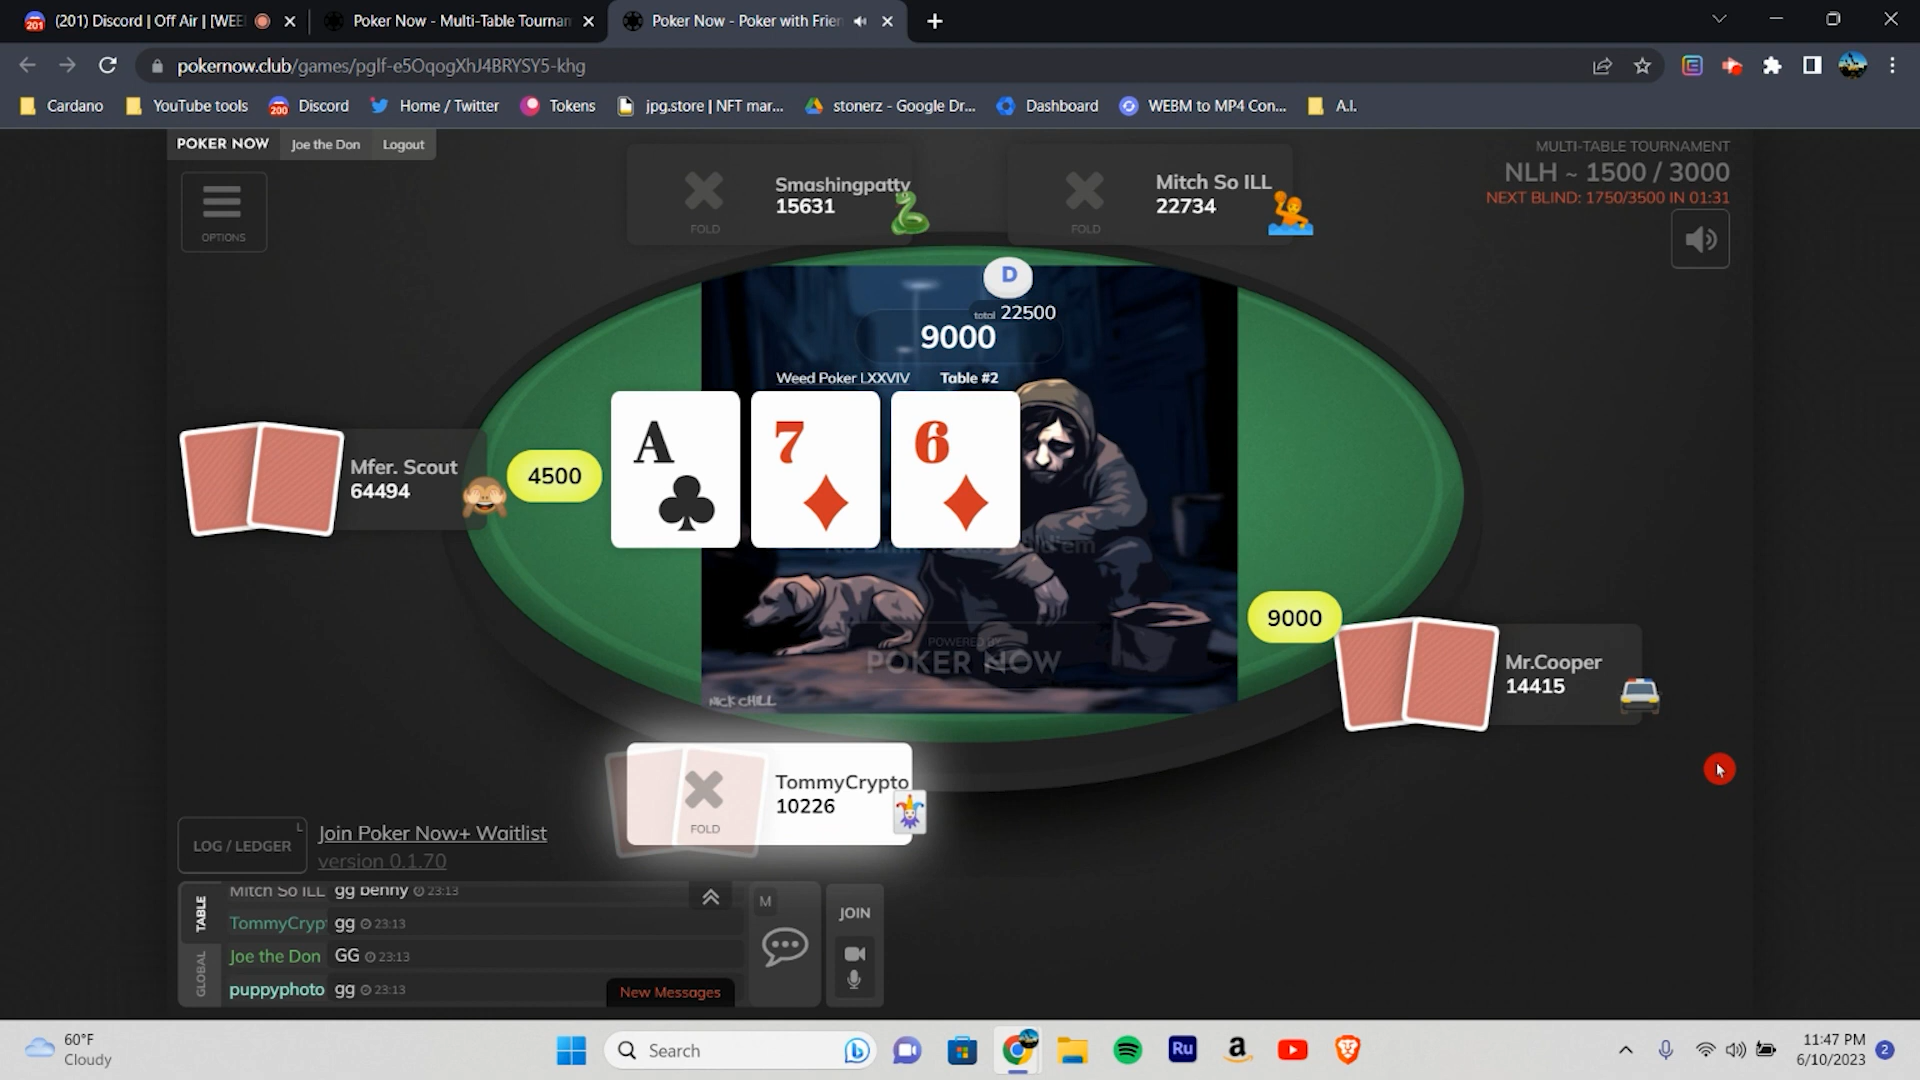 (201) Discord | Off Air | [WEE
Poker Now - Multi-Table Tournan
Poker Now - Poker with Frien
pokernow.club/games/pglf-e5OqogXhJ4BRYSY5-khg
Cardano
YouTube tools
200
Discord
Home / Twitter
Tokens
jpg.store | NFT mar...
stonerz - Google Dr...
Dashboard
WEBM to MP4 Con...
A.I.
POKER NOW
Joe the Don
Logout
OPTIONS
FOLD
Smashingpatty
15631
FOLD
Mitch So ILL
22734
MULTI-TABLE TOURNAMENT
NLH ~ 1500 / 3000
NEXT BLIND: 1750/3500 IN 01:31
D
total 22500
9000
Weed Poker LXXVIV
Table #2
A
7
6
Mfer. Scout
64494
4500
9000
Mr.Cooper
14415
POWERED BY
POKER NOW
NICK CHILL
FOLD
TommyCrypto
10226
LOG / LEDGER
L
Join Poker Now+ Waitlist
version 0.1.70
TABLE
GLOBAL
Mitch So ILL gg benny 23:13
TommyCryp gg 23:13
Joe the Don GG 23:13
puppyphoto gg 23:13
New Messages
M
JOIN
60°F
Cloudy
Search
Ru
11:47 PM
6/10/2023
2